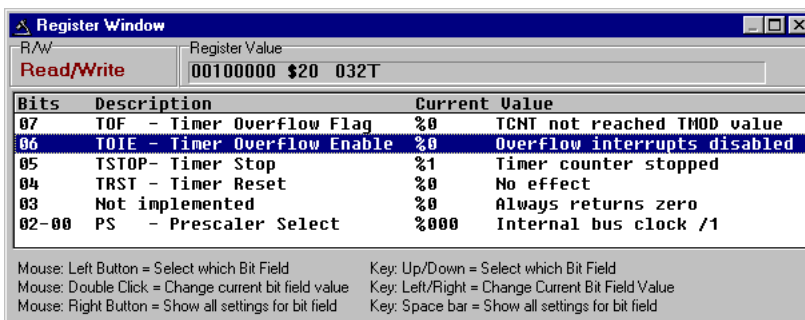 Register Window
R/W
Register Value
Read/Write
00100000 $20 032T
Bits Description Current Value
07 TOF - Timer Overflow Flag %0 TCNT not reached TMOD value
06 TOIE - Timer Overflow Enable %0 Overflow interrupts disabled
05 TSTOP- Timer Stop %1 Timer counter stopped
04 TRST - Timer Reset %0 No effect
03 Not implemented %0 Always returns zero
02-00 PS - Prescaler Select %000 Internal bus clock /1
Mouse: Left Button = Select which Bit Field Key: Up/Down = Select which Bit Field
Mouse: Double Click = Change current bit field value Key: Left/Right = Change Current Bit Field Value
Mouse: Right Button = Show all settings for bit field Key: Space bar = Show all settings for bit field